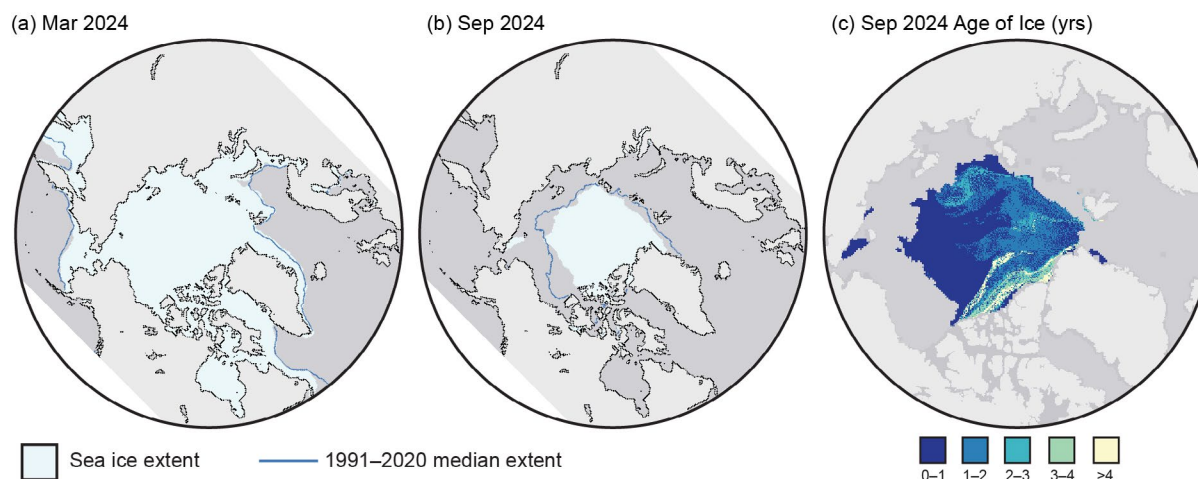 (a) Mar 2024
(b) Sep 2024
(c) Sep 2024 Age of Ice (yrs)
Sea ice extent
1991–2020 median extent
0–1 1–2 2–3 3–4 >4